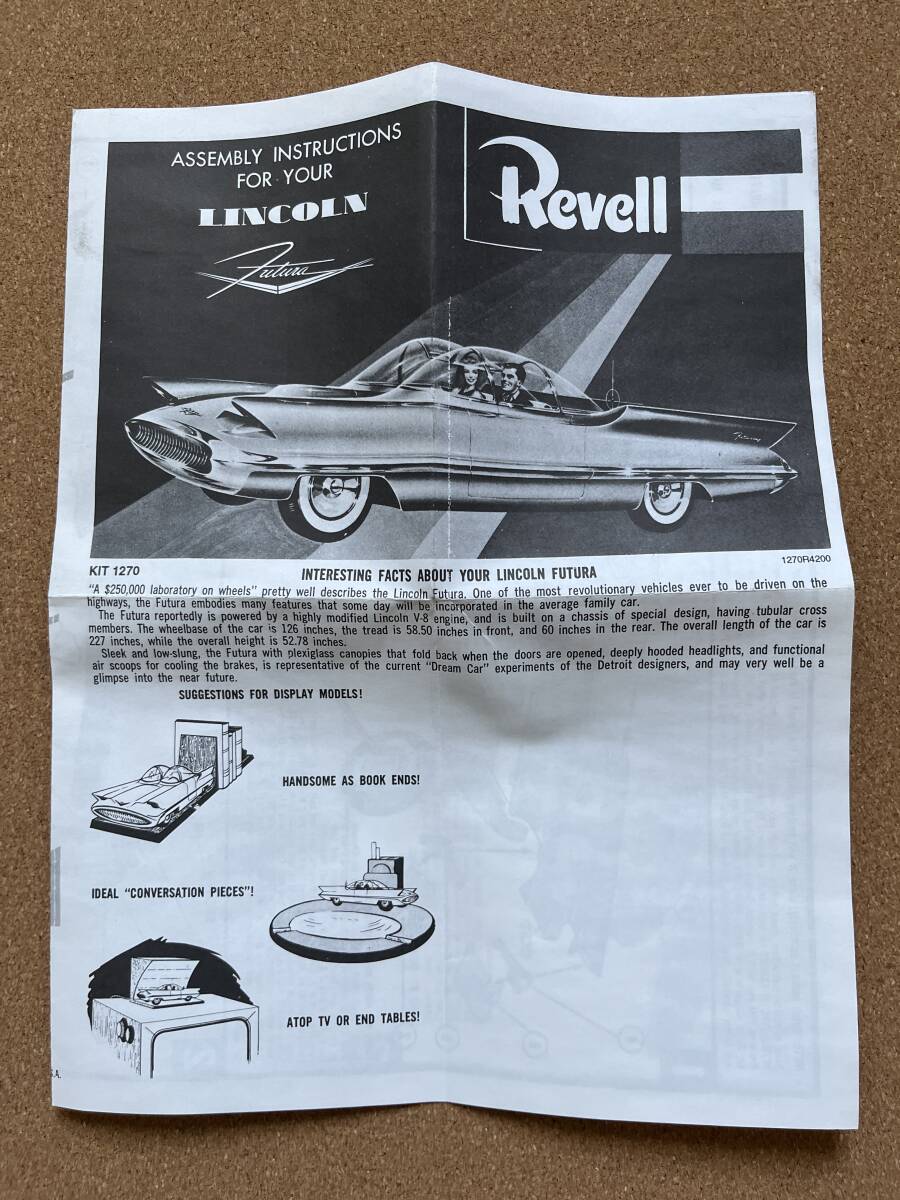 ASSEMBLY INSTRUCTIONS
FOR YOUR
LINCOLN
Futura
Revell
KIT 1270
1270R4200
INTERESTING FACTS ABOUT YOUR LINCOLN FUTURA
"A $250,000 laboratory on wheels" pretty well describes the Lincoln Futura. One of the most revolutionary vehicles ever to be driven on the
highways, the Futura embodies many features that some day will be incorporated in the average family car.
The Futura reportedly is powered by a highly modified Lincoln V-8 engine, and is built on a chassis of special design, having tubular cross
members. The wheelbase of the car is 126 inches, the tread is 58.50 inches in front, and 60 inches in the rear. The overall length of the car is
227 inches, while the overall height is 52.78 inches.
Sleek and low-slung, the Futura with plexiglass canopies that fold back when the doors are opened, deeply hooded headlights, and functional
air scoops for cooling the brakes, is representative of the current "Dream Car" experiments of the Detroit designers, and may very well be a
glimpse into the near future.
SUGGESTIONS FOR DISPLAY MODELS!
HANDSOME AS BOOK ENDS!
IDEAL "CONVERSATION PIECES"!
ATOP TV OR END TABLES!